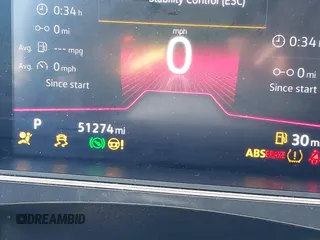 Stability Control (ESC)
0:34 h
0 mi
Avg. --- mpg
Avg. 0 mph
Since start
mph
0
0:34
0 mi
Since start
P
51274 mi
30 m
ABS BRAKE
DREAMBID